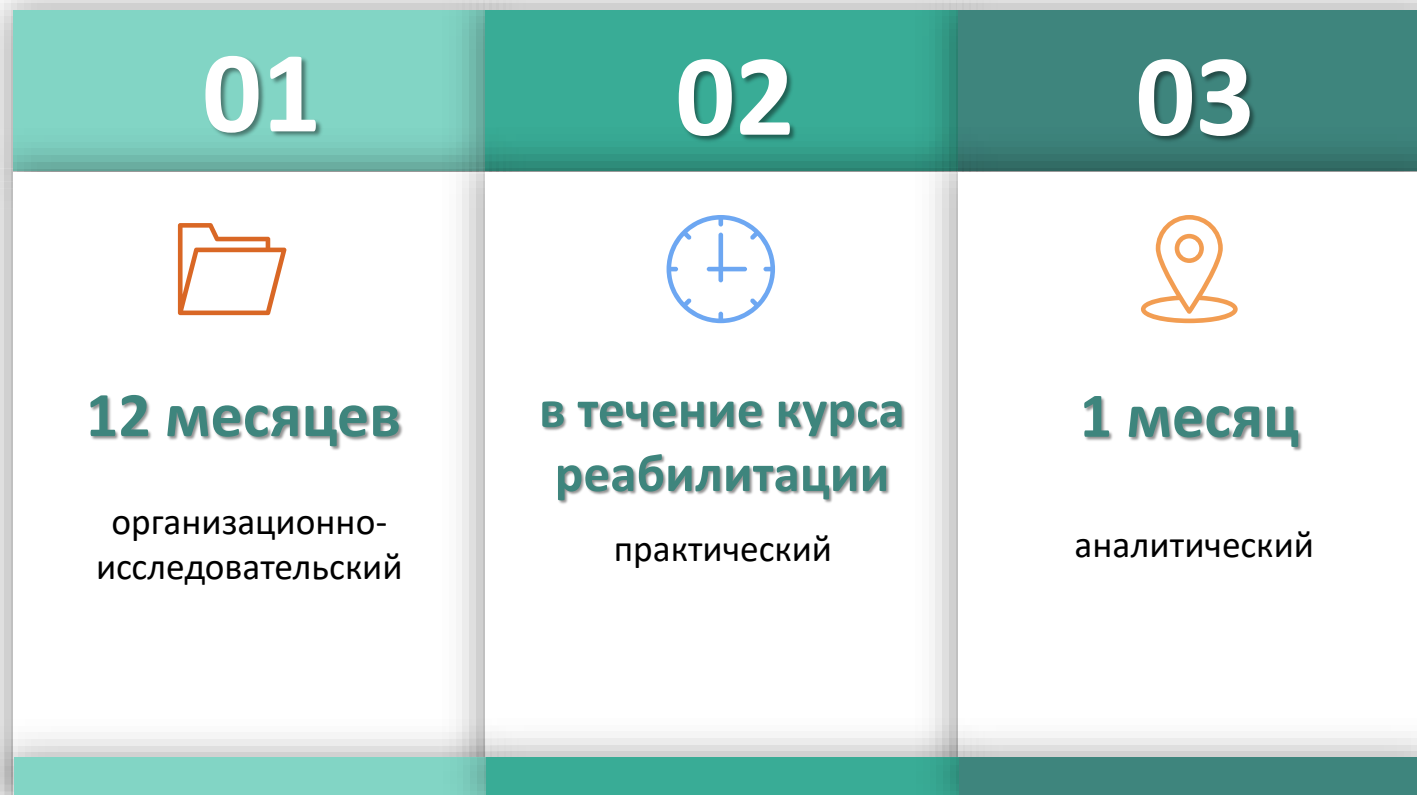 01
12 месяцев
организационно-
исследовательский
02
в течение курса
реабилитации
практический
03
1 месяц
аналитический